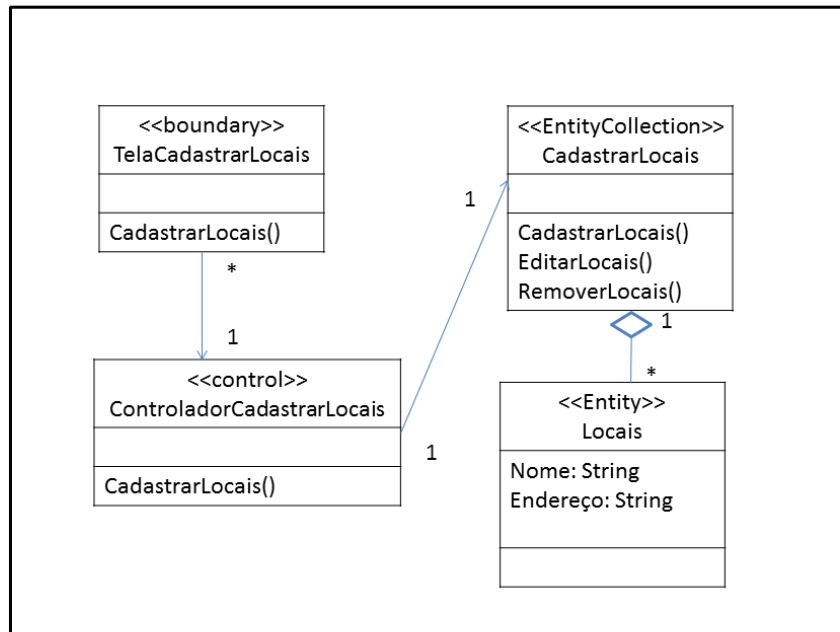 <<boundary>>
TelaCadastrarLocais
CadastrarLocais()
*
1
<<control>>
ControladorCadastrarLocais
CadastrarLocais()
1
1
<<EntityCollection>>
CadastrarLocais
CadastrarLocais()
EditarLocais()
RemoverLocais()
1
*
<<Entity>>
Locais
Nome: String
Endereço: String